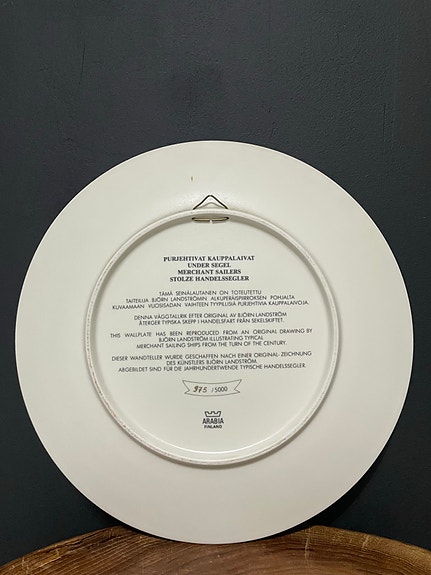 PURJEHTIVAT KAUPPALAIVAT
UNDER SEGEL
MERCHANT SAILERS
STOLZE HANDELSSEGLER
TÄMÄ SEINÄLAUTANEN ON TOTEUTETTU
TAITEILIJA BJÖRN LANDSTRÖMIN ALKUPERÄISPIIRROKSEN POHJALTA
KUVAAMAAN VUOSISADAN VAIHTEEN TYYPILLISIÄ PURJEHTIVIA KAUPPALAIVOJA.
DENNA VÄGGTALLRIK EFTER ORIGINAL AV BJÖRN LANDSTRÖM
ÅTERGER TYPISKA SKEPP I HANDELSFART FRÅN SEKELSKIFTET.
THIS WALLPLATE HAS BEEN REPRODUCED FROM AN ORIGINAL DRAWING BY
BJÖRN LANDSTRÖM ILLUSTRATING TYPICAL
MERCHANT SAILING SHIPS FROM THE TURN OF THE CENTURY.
DIESER WANDTELLER WURDE GESCHAFFEN NACH EINER ORIGINAL-ZEICHNUNG
DES KÜNSTLERS BJÖRN LANDSTRÖM.
ABGEBILDET SIND FÜR DIE JAHRHUNDERTWENDE TYPISCHE HANDELSSEGLER.
975 /5000
ARABIA
FINLAND